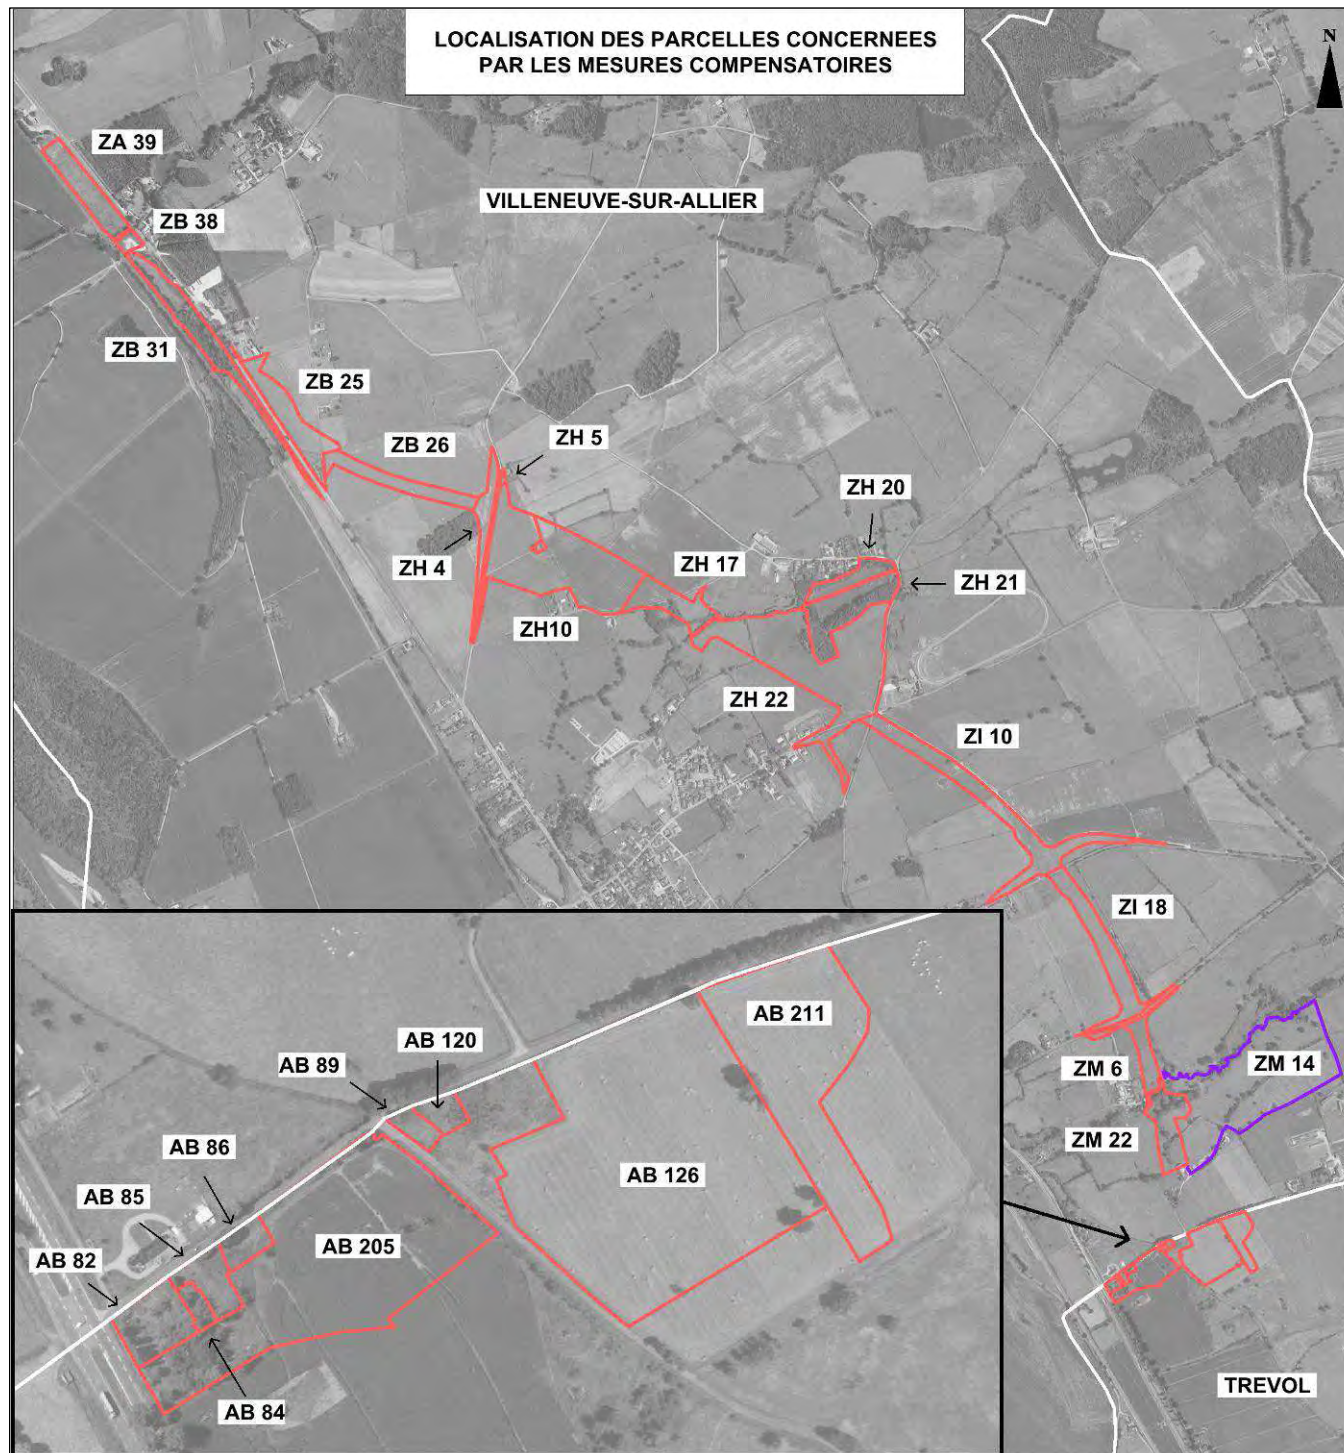 LOCALISATION DES PARCELLES CONCERNEES
PAR LES MESURES COMPENSATOIRES
N
ZA 39
VILLENEUVE-SUR-ALLIER
ZB 38
ZB 31
ZB 25
ZB 26
ZH 5
ZH 20
ZH 4
ZH 17
ZH 21
ZH10
ZH 22
ZI 10
ZI 18
AB 211
AB 120
AB 89
ZM 6
ZM 14
ZM 22
AB 86
AB 126
AB 85
AB 205
AB 82
AB 84
TREVOL